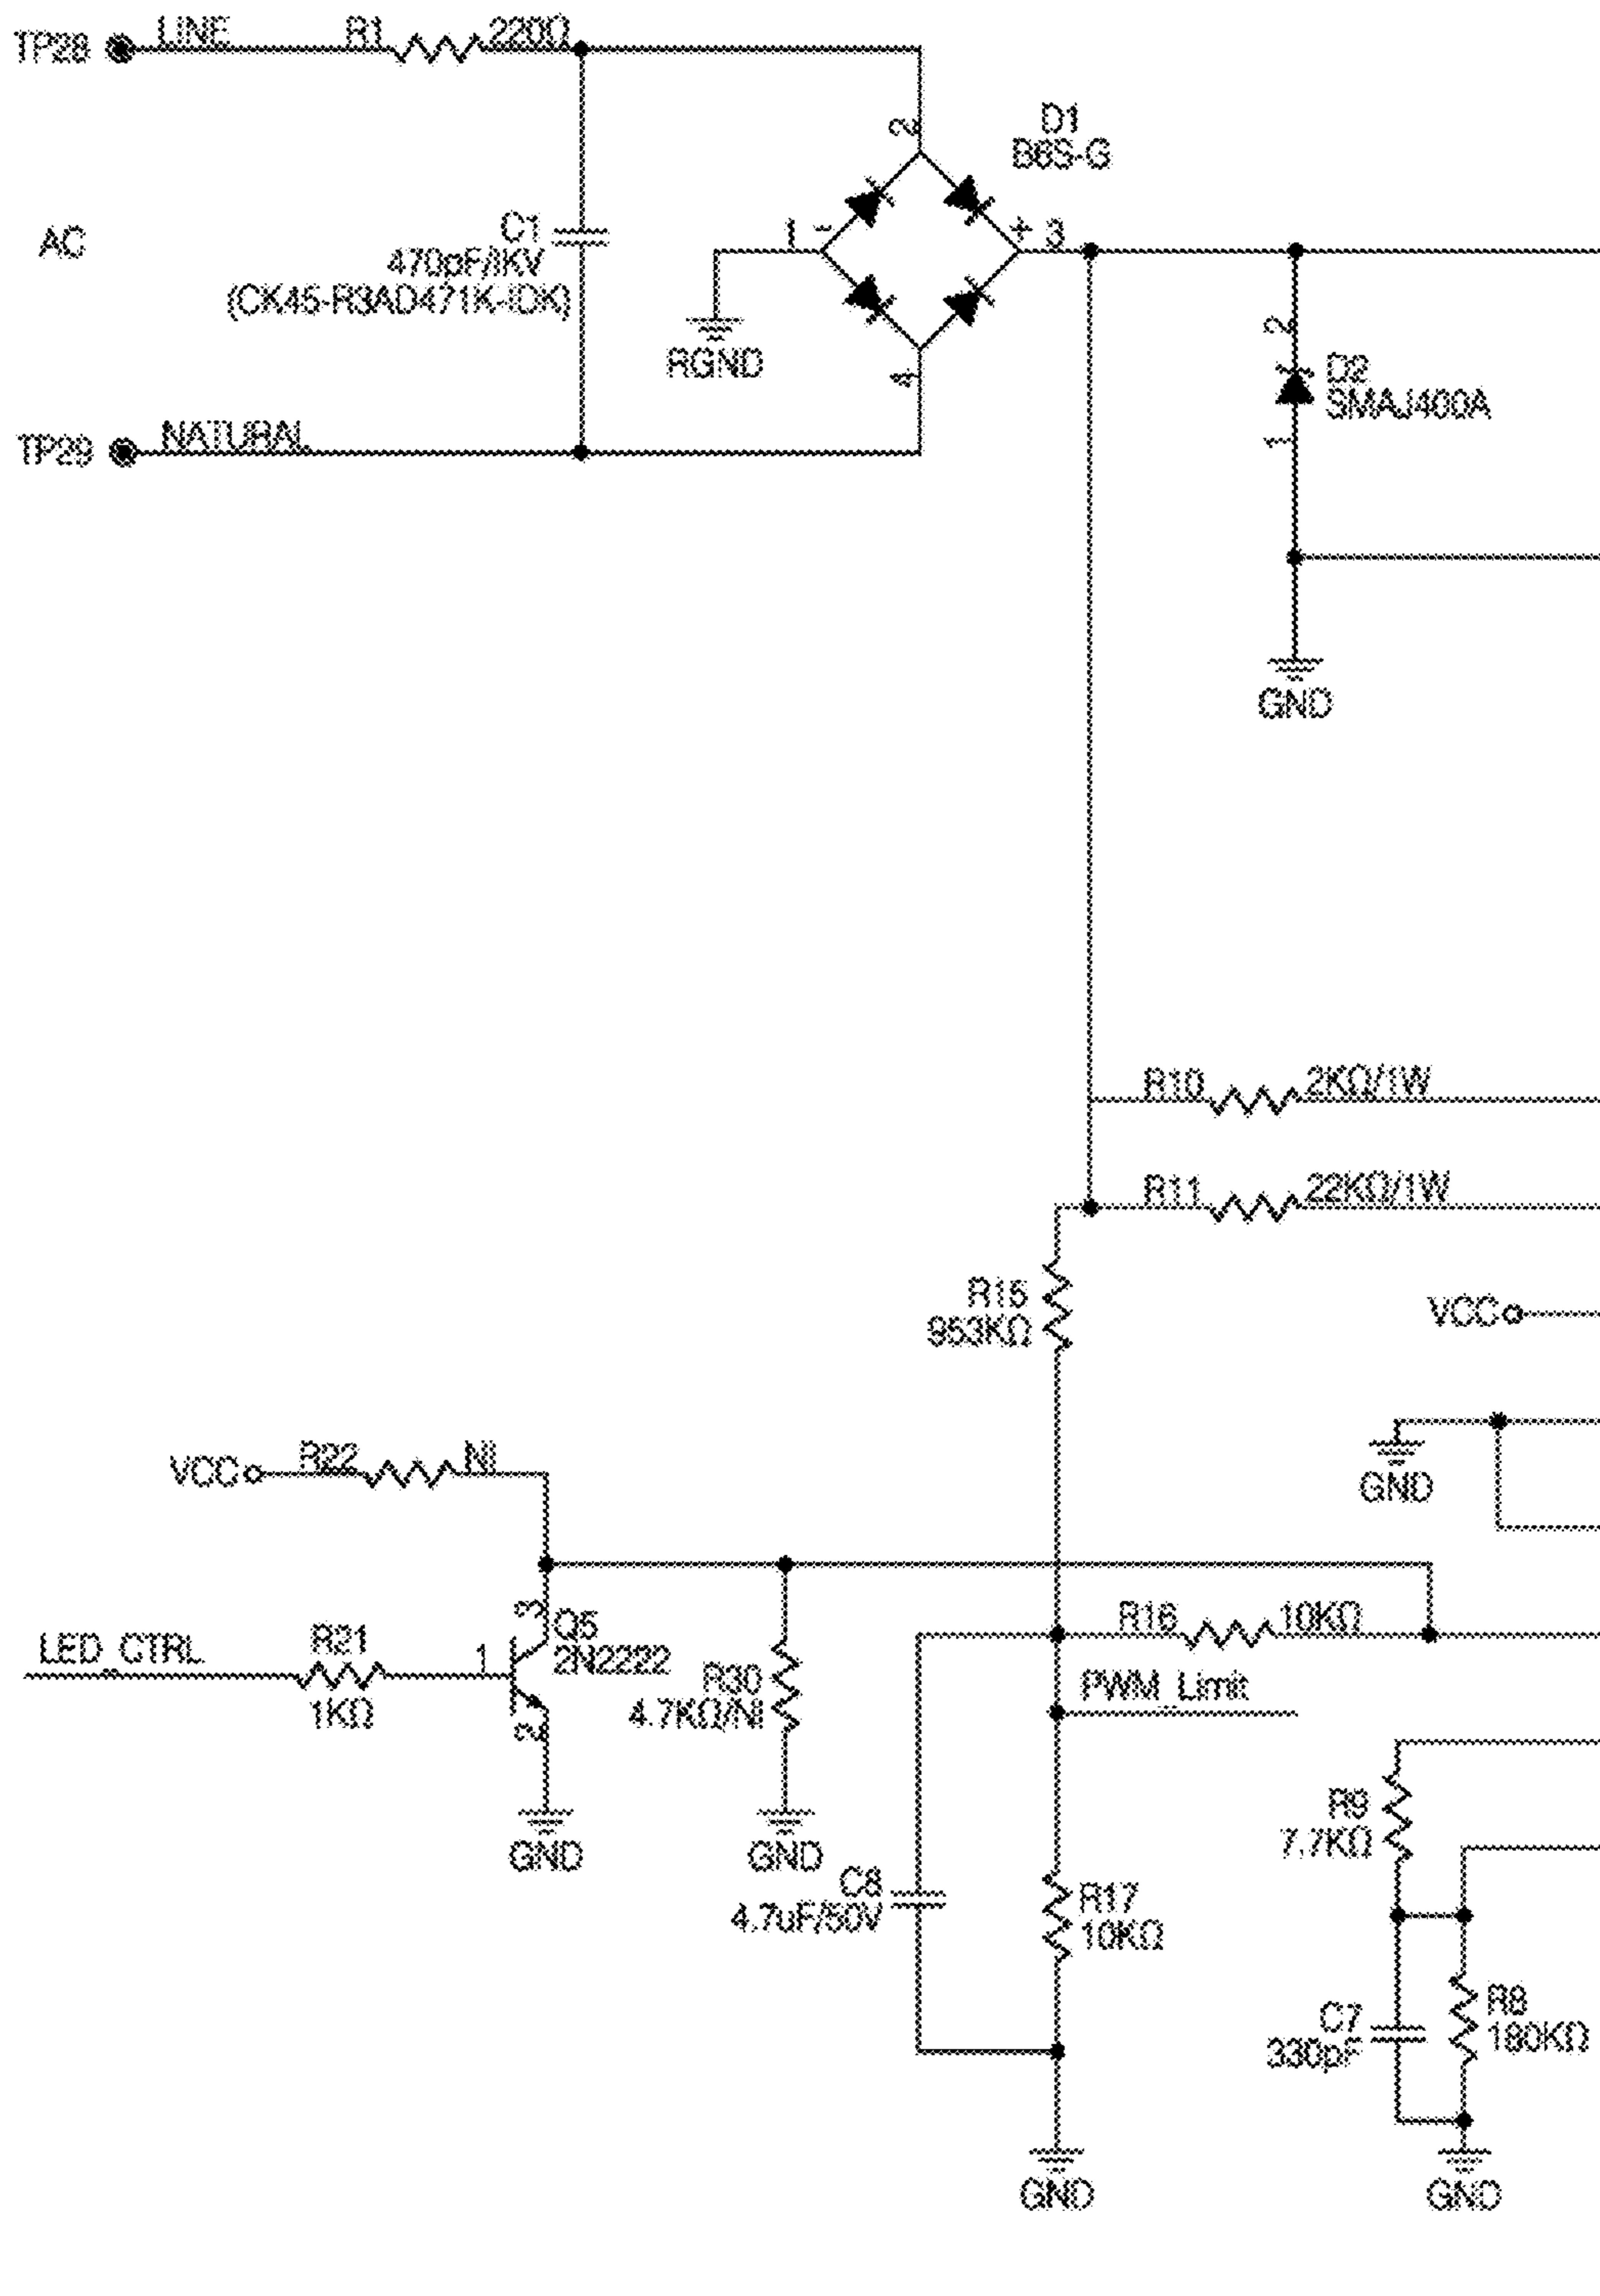 TP28 LINE R1 220Ω
D1
B6S-G
2
AC
C1
470pF/IKV
(CK45-R3AD471K-IDK)
1 - + 3
RGND
4
2
D2
SMAJ400A
1
TP29 NATURAL
GND
R10 2KΩ/1W
R11 22KΩ/1W
R15
953KΩ
VCC
GND
VCC R22 NI
3
Q5
2N2222
LED_CTRL
R21
1KΩ
1
2
GND
R30
4.7KΩ/NI
GND
R16 10KΩ
PWM_Limit
R9
7.7KΩ
C8
4.7uF/50V
R17
10KΩ
C7
330pF
R8
180KΩ
GND
GND